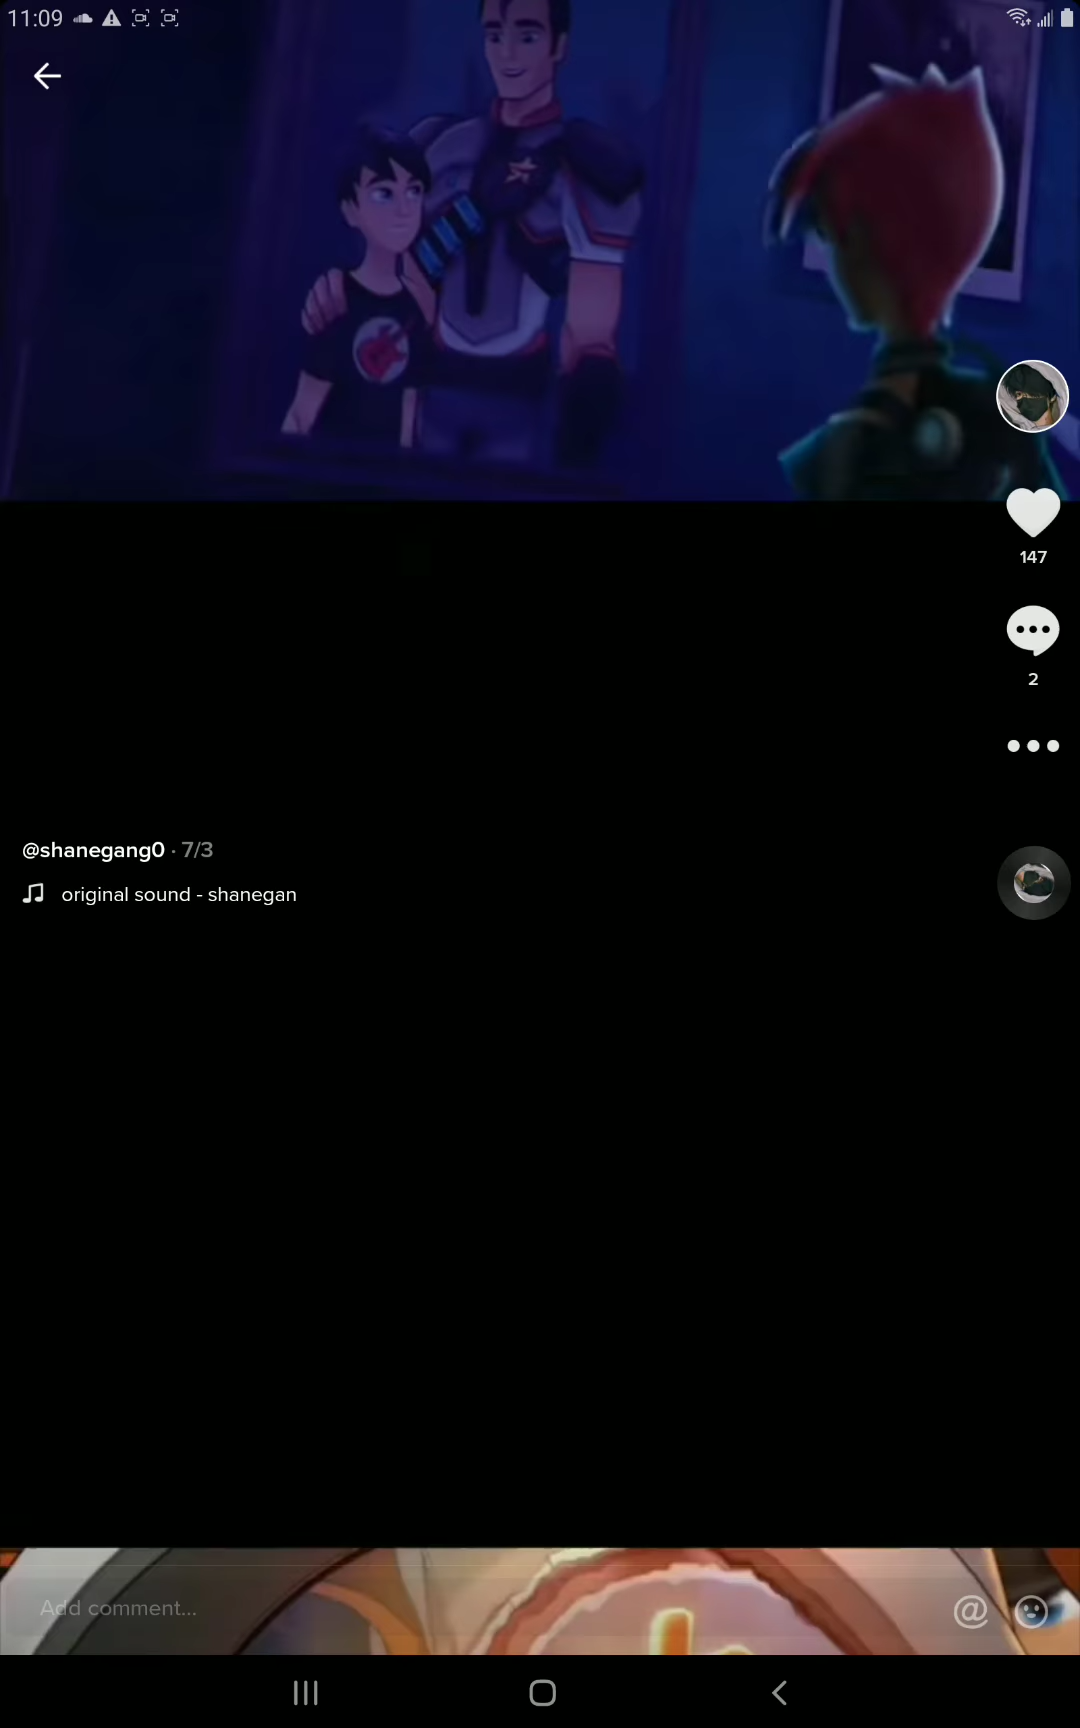 11:09
147
2
@shanegang0 · 7/3
original sound - shanegan
Add comment...